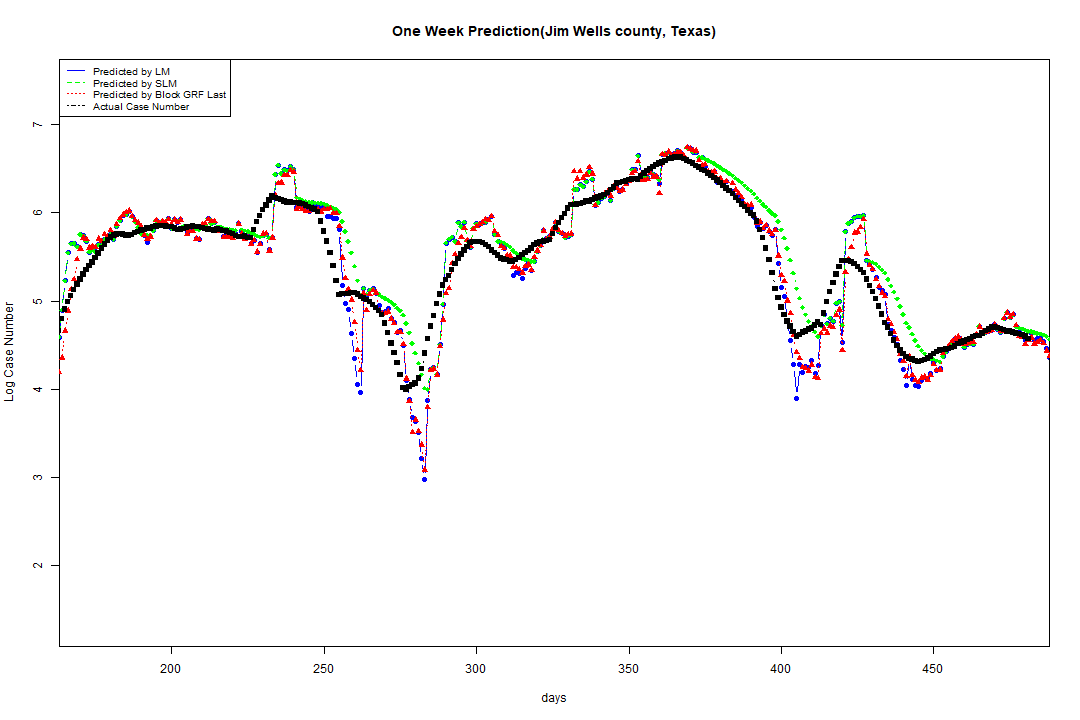 One Week Prediction(Jim Wells county, Texas)
Predicted by LM
Predicted by SLM
Predicted by Block GRF Last
Actual Case Number
7
6
5
4
3
2
Log Case Number
200 250 300 350 400 450
days